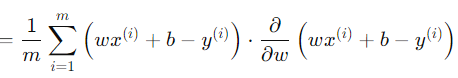 = \frac{1}{m} \sum_{i=1}^{m} \left( wx^{(i)} + b - y^{(i)} \right) \cdot \frac{\partial}{\partial w} \left( wx^{(i)} + b - y^{(i)} \right)